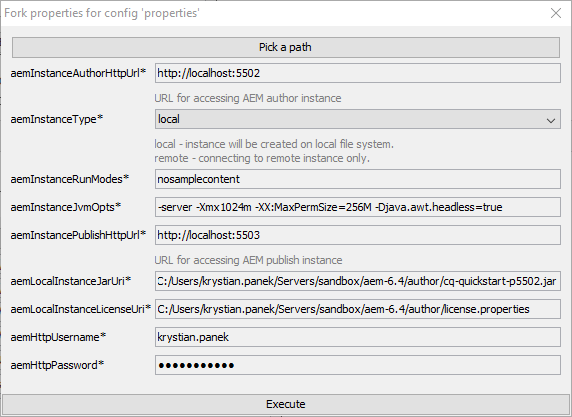 Fork properties for config 'properties'
Pick a path
aemInstanceAuthorHttpUrl* http://localhost:5502
URL for accessing AEM author instance
aemInstanceType* local
local - instance will be created on local file system.
remote - connecting to remote instance only.
aemInstanceRunModes* nosamplecontent
aemInstanceJvmOpts* -server -Xmx1024m -XX:MaxPermSize=256M -Djava.awt.headless=true
aemInstancePublishHttpUrl* http://localhost:5503
URL for accessing AEM publish instance
aemLocalInstanceJarUri* C:/Users/krystian.panek/Servers/sandbox/aem-6.4/author/cq-quickstart-p5502.jar
aemLocalInstanceLicenseUri* C:/Users/krystian.panek/Servers/sandbox/aem-6.4/author/license.properties
aemHttpUsername* krystian.panek
aemHttpPassword* ●●●●●●●●●●●
Execute